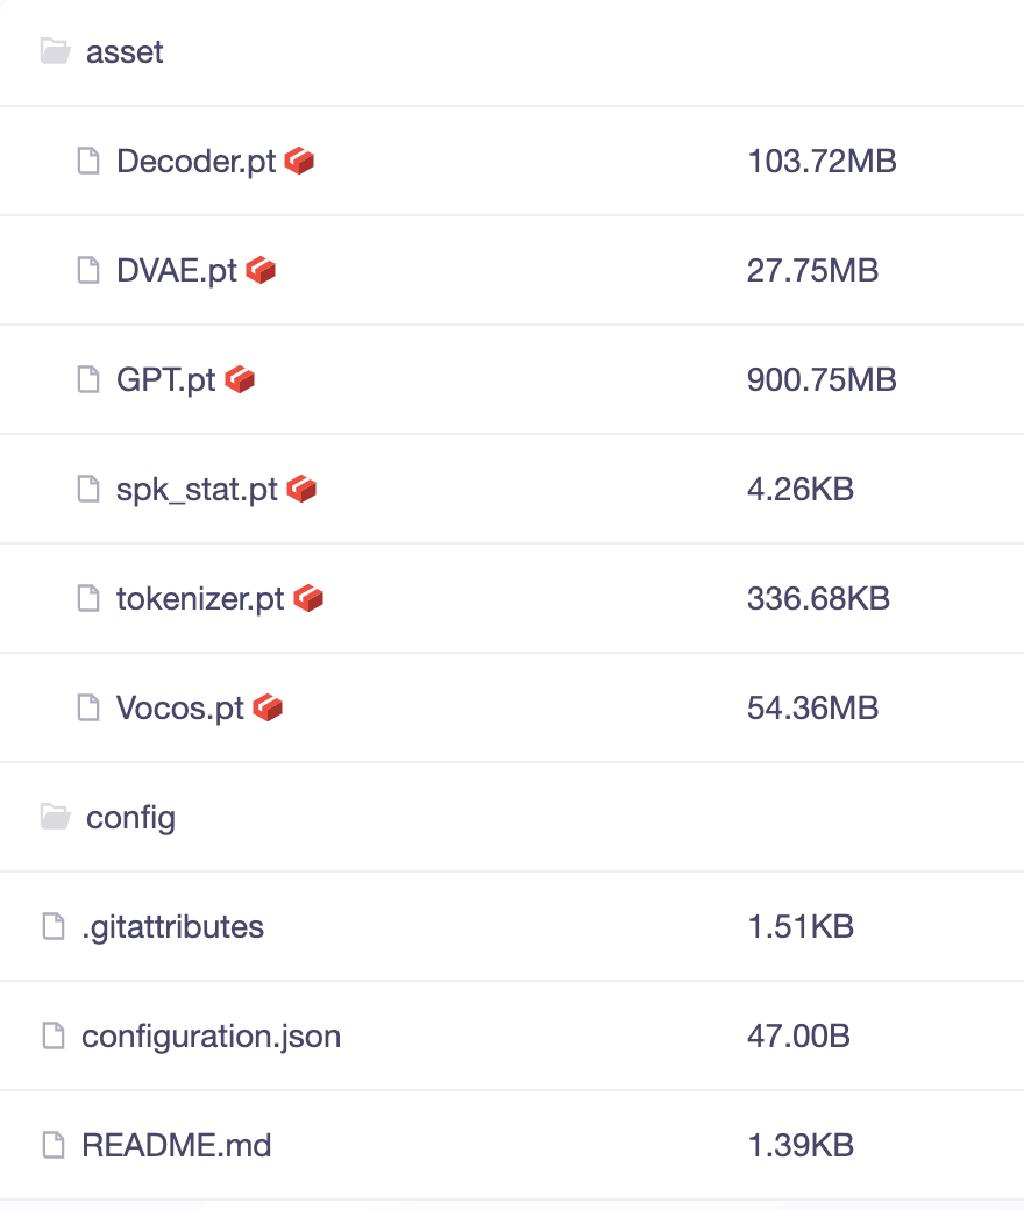 asset
Decoder.pt 103.72MB
DVAE.pt 27.75MB
GPT.pt 900.75MB
spk_stat.pt 4.26KB
tokenizer.pt 336.68KB
Vocos.pt 54.36MB
config
.gitattributes 1.51KB
configuration.json 47.00B
README.md 1.39KB